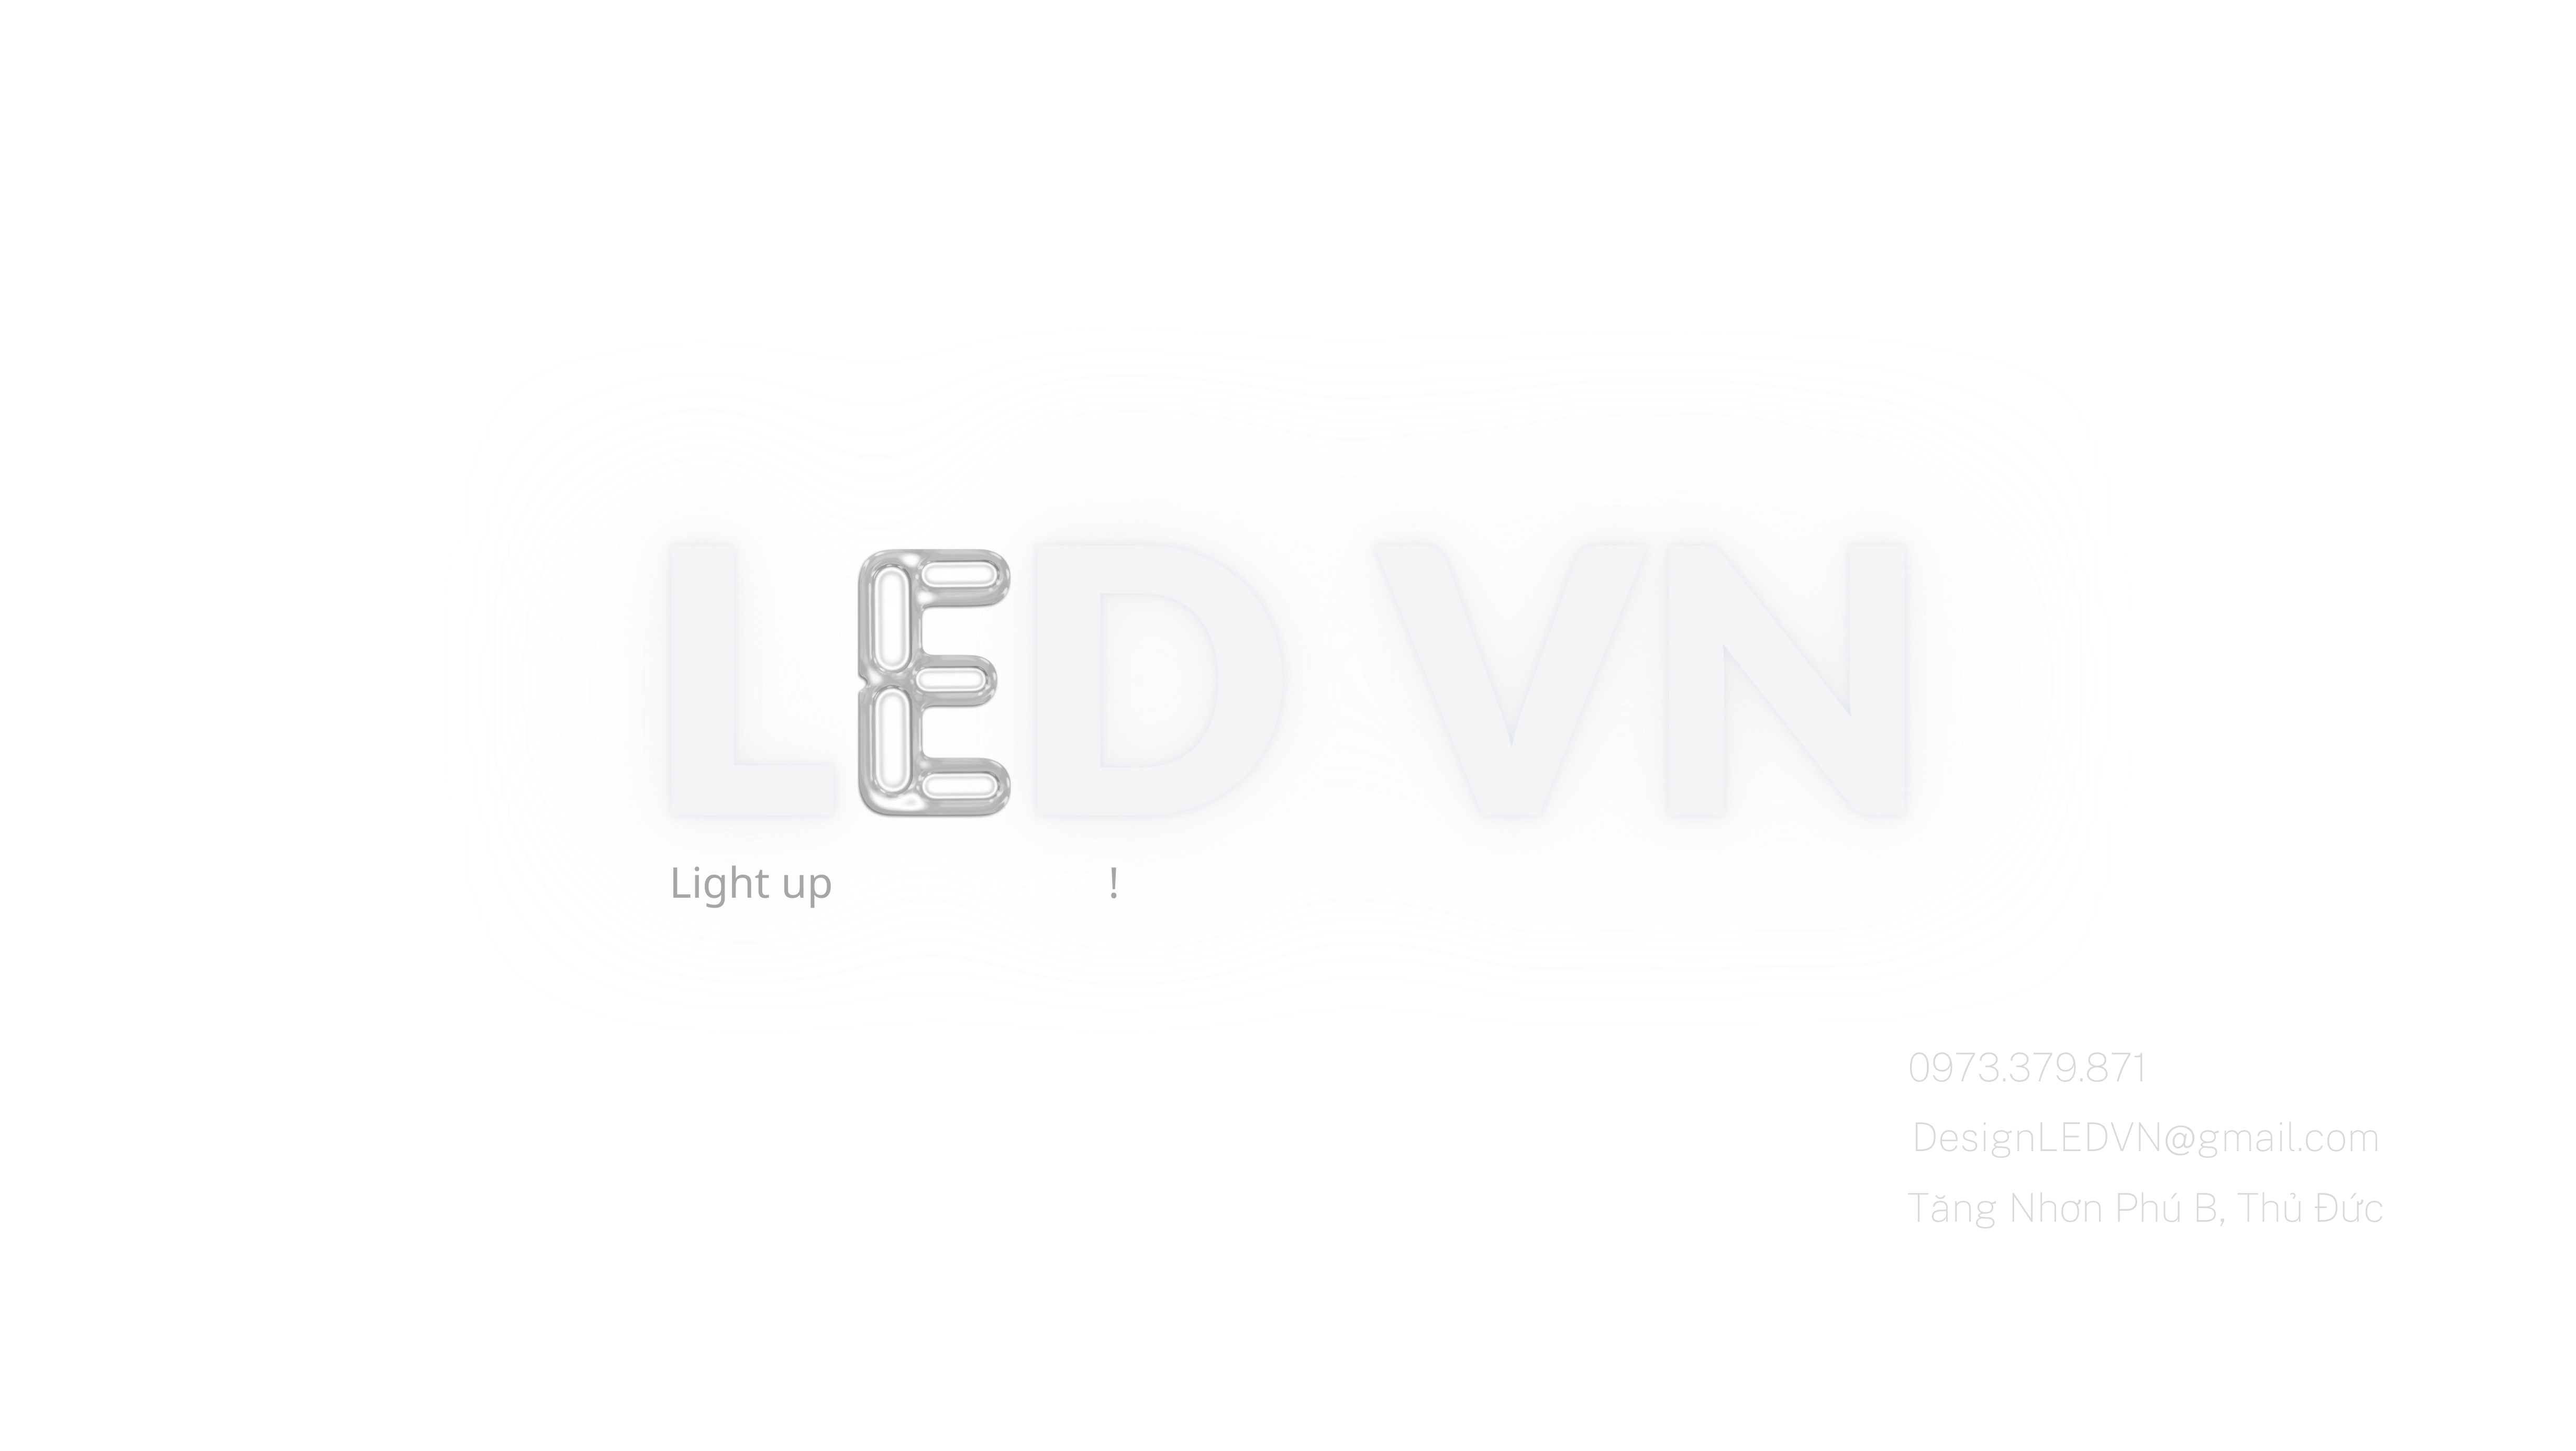 LED VN
Light up !
0973.379.871
DesignLEDVN@gmail.com
Tăng Nhơn Phú B, Thủ Đức